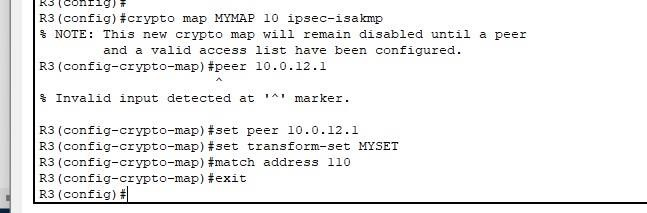 R3(config)#
R3(config)#crypto map MYMAP 10 ipsec-isakmp
% NOTE: This new crypto map will remain disabled until a peer
and a valid access list have been configured.
R3(config-crypto-map)#peer 10.0.12.1
^
% Invalid input detected at '^' marker.
R3(config-crypto-map)#set peer 10.0.12.1
R3(config-crypto-map)#set transform-set MYSET
R3(config-crypto-map)#match address 110
R3(config-crypto-map)#exit
R3(config)#